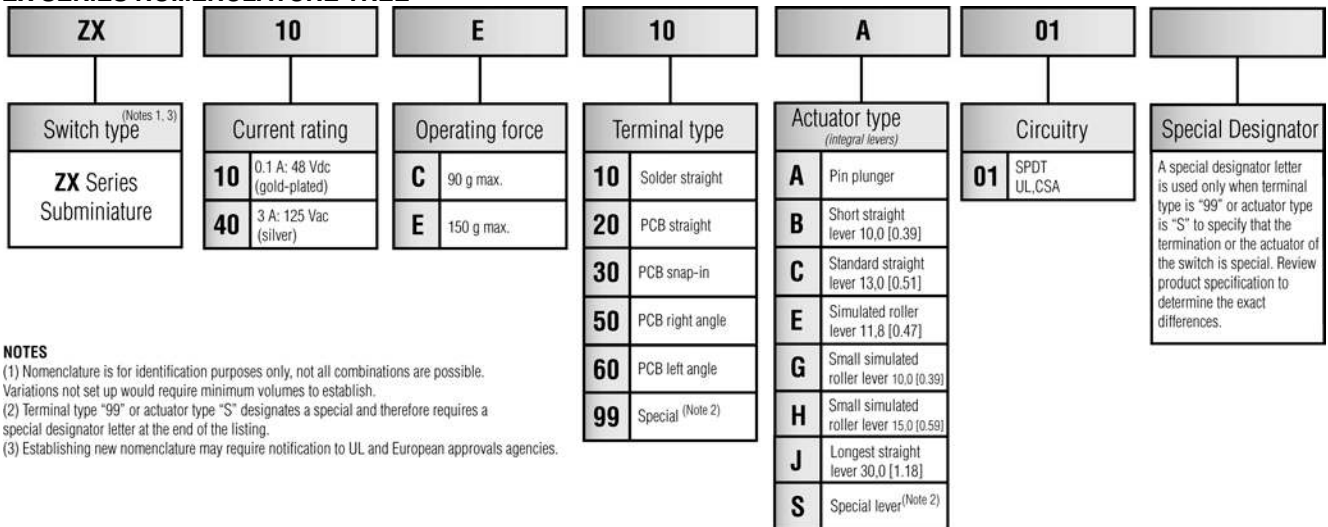 ZX SERIES NOMENCLATURE TREE
ZX
10
E
10
A
01
Switch type (Notes 1, 3)
ZX Series
Subminiature
Current rating
10 0.1 A: 48 Vdc
(gold-plated)
40 3 A: 125 Vac
(silver)
Operating force
C 90 g max.
E 150 g max.
Terminal type
10 Solder straight
20 PCB straight
30 PCB snap-in
50 PCB right angle
60 PCB left angle
99 Special (Note 2)
Actuator type
(integral levers)
A Pin plunger
B Short straight
lever 10,0 [0.39]
C Standard straight
lever 13,0 [0.51]
E Simulated roller
lever 11,8 [0.47]
G Small simulated
roller lever 10,0 [0.39]
H Small simulated
roller lever 15,0 [0.59]
J Longest straight
lever 30,0 [1.18]
S Special lever (Note 2)
Circuitry
01 SPDT
UL,CSA
Special Designator
A special designator letter
is used only when terminal
type is “99” or actuator type
is “S” to specify that the
termination or the actuator of
the switch is special. Review
product specification to
determine the exact
differences.
NOTES
(1) Nomenclature is for identification purposes only, not all combinations are possible.
Variations not set up would require minimum volumes to establish.
(2) Terminal type “99” or actuator type “S” designates a special and therefore requires a
special designator letter at the end of the listing.
(3) Establishing new nomenclature may require notification to UL and European approvals agencies.